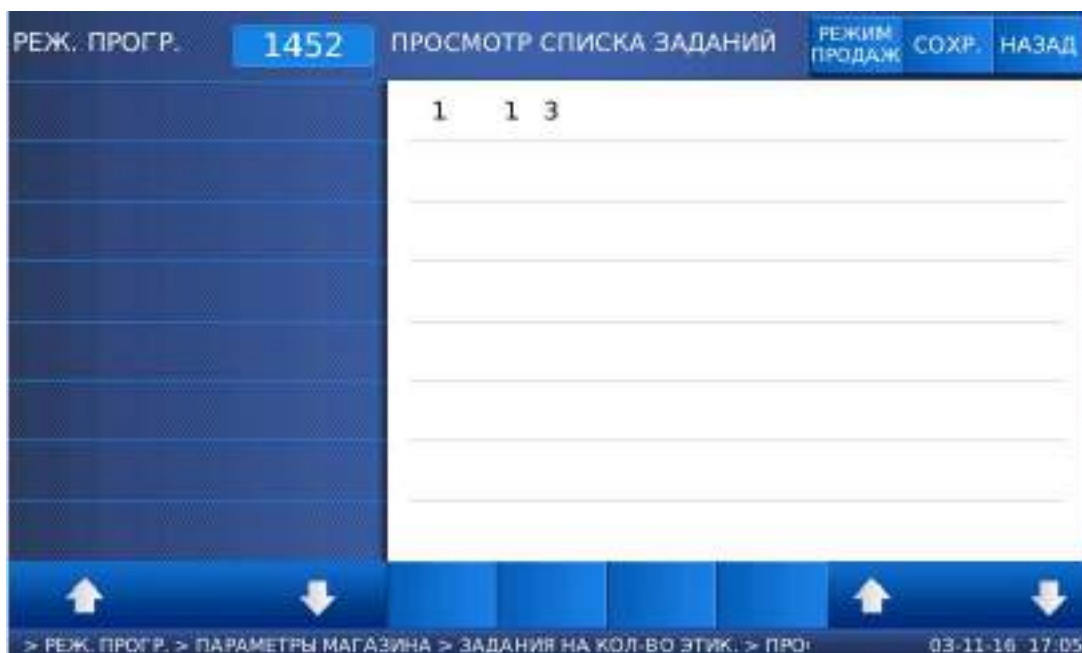 РЕЖ. ПРОГР. 1452 ПРОСМОТР СПИСКА ЗАДАНИЙ РЕЖИМ ПРОДАЖ СОХР. НАЗАД
1 1 3
> РЕЖ. ПРОГР. > ПАРАМЕТРЫ МАГАЗИНА > ЗАДАНИЯ НА КОЛ-ВО ЭТИК. > ПРО 03-11-16 17:05